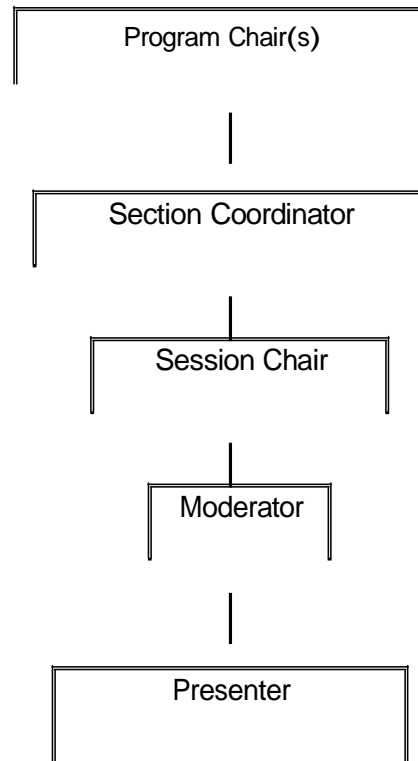 Program Chair(s)
Section Coordinator
Session Chair
Moderator
Presenter